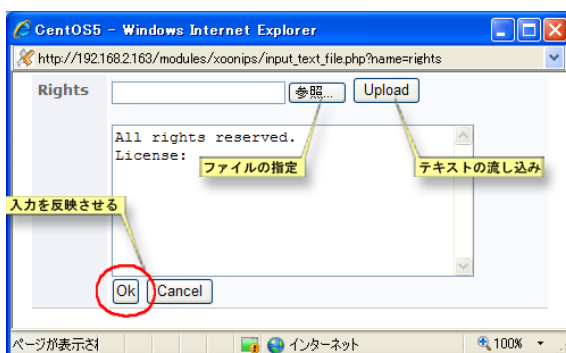 CentOS5 - Windows Internet Explorer
http://192.168.2.163/modules/xoonips/input_text_file.php?name=rights
Rights
参照...
Upload
All rights reserved.
License:
ファイルの指定
テキストの流し込み
入力を反映させる
Ok
Cancel
ページが表示さ
インターネット
100%